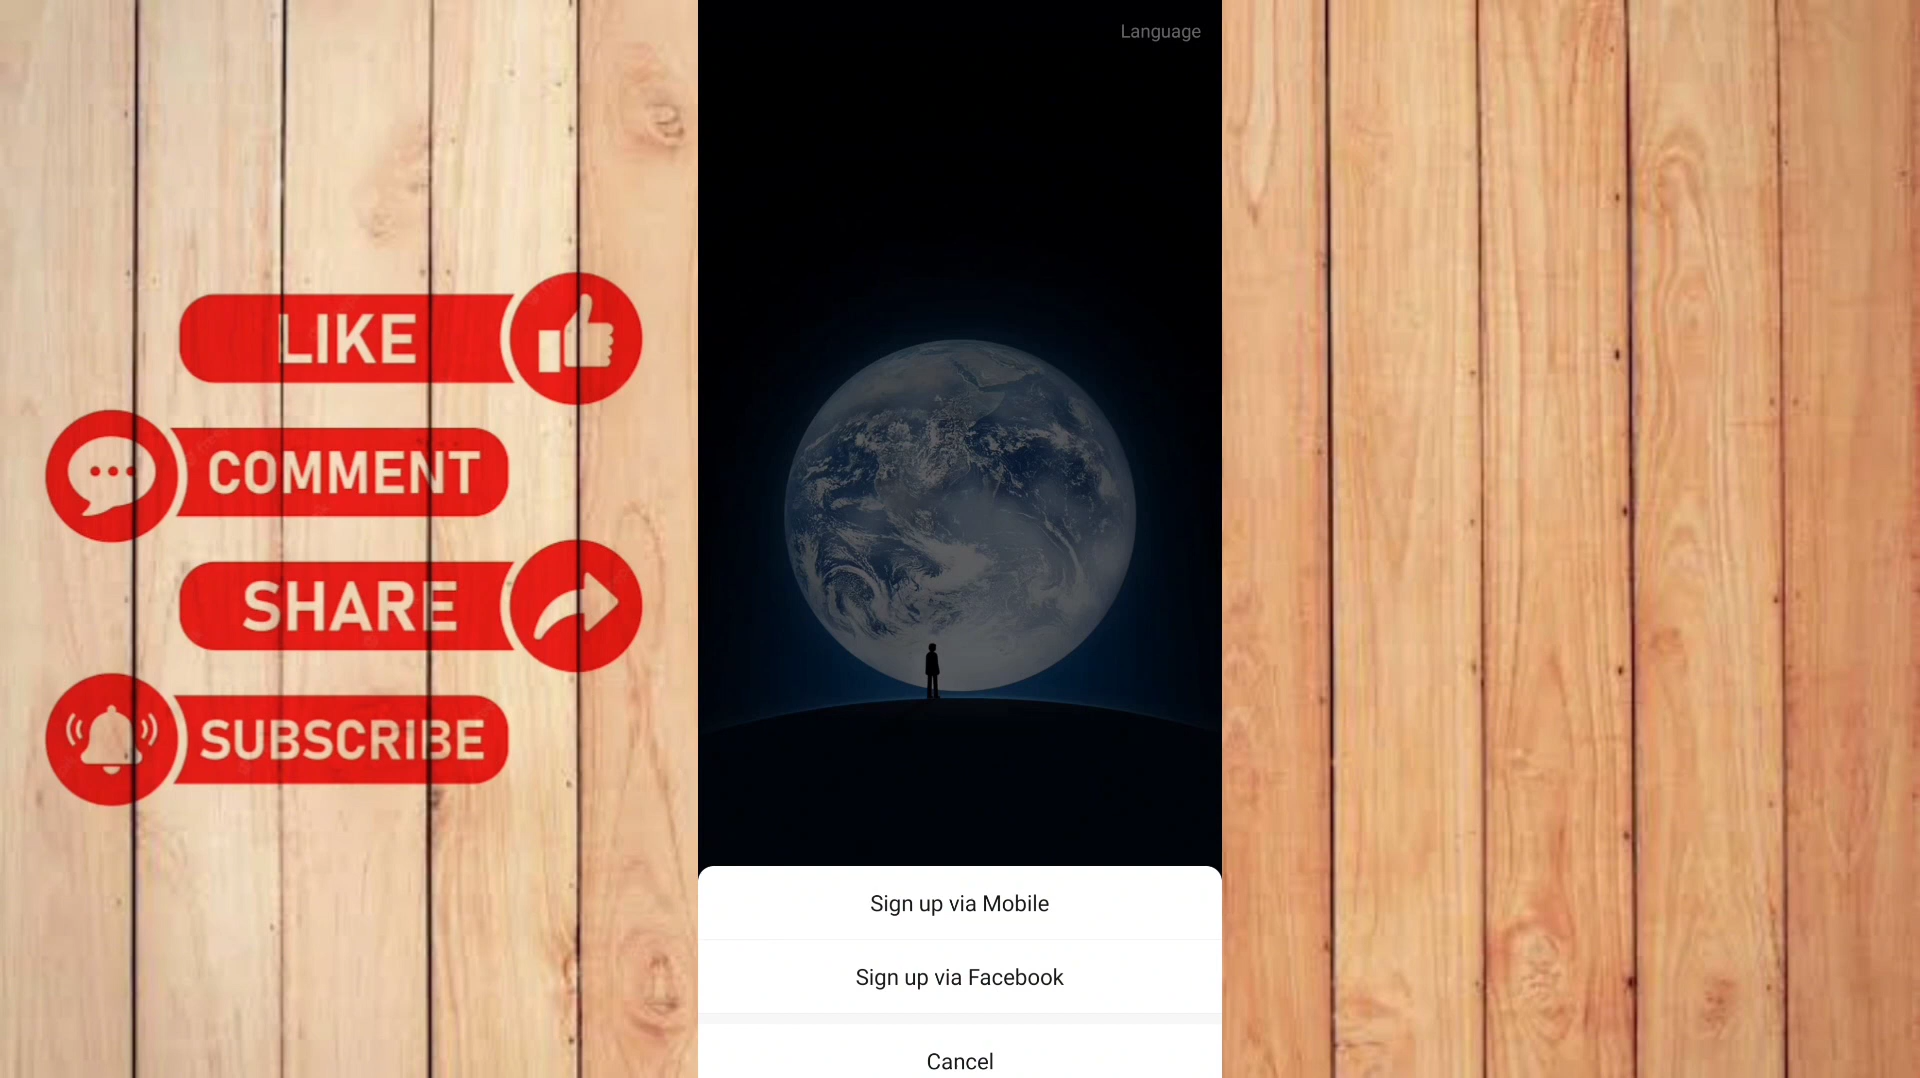 LIKE
COMMENT
SHARE
SUBSCRIBE
Language
Sign up via Mobile
Sign up via Facebook
Cancel